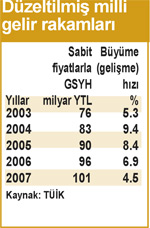 Düzeltilmiş milli
gelir rakamları
Sabit Büyüme
fiyatlarla (gelişme)
GSYH hızı
Yıllar milyar YTL %
2003 76 5.3
2004 83 9.4
2005 90 8.4
2006 96 6.9
2007 101 4.5
Kaynak: TÜİK